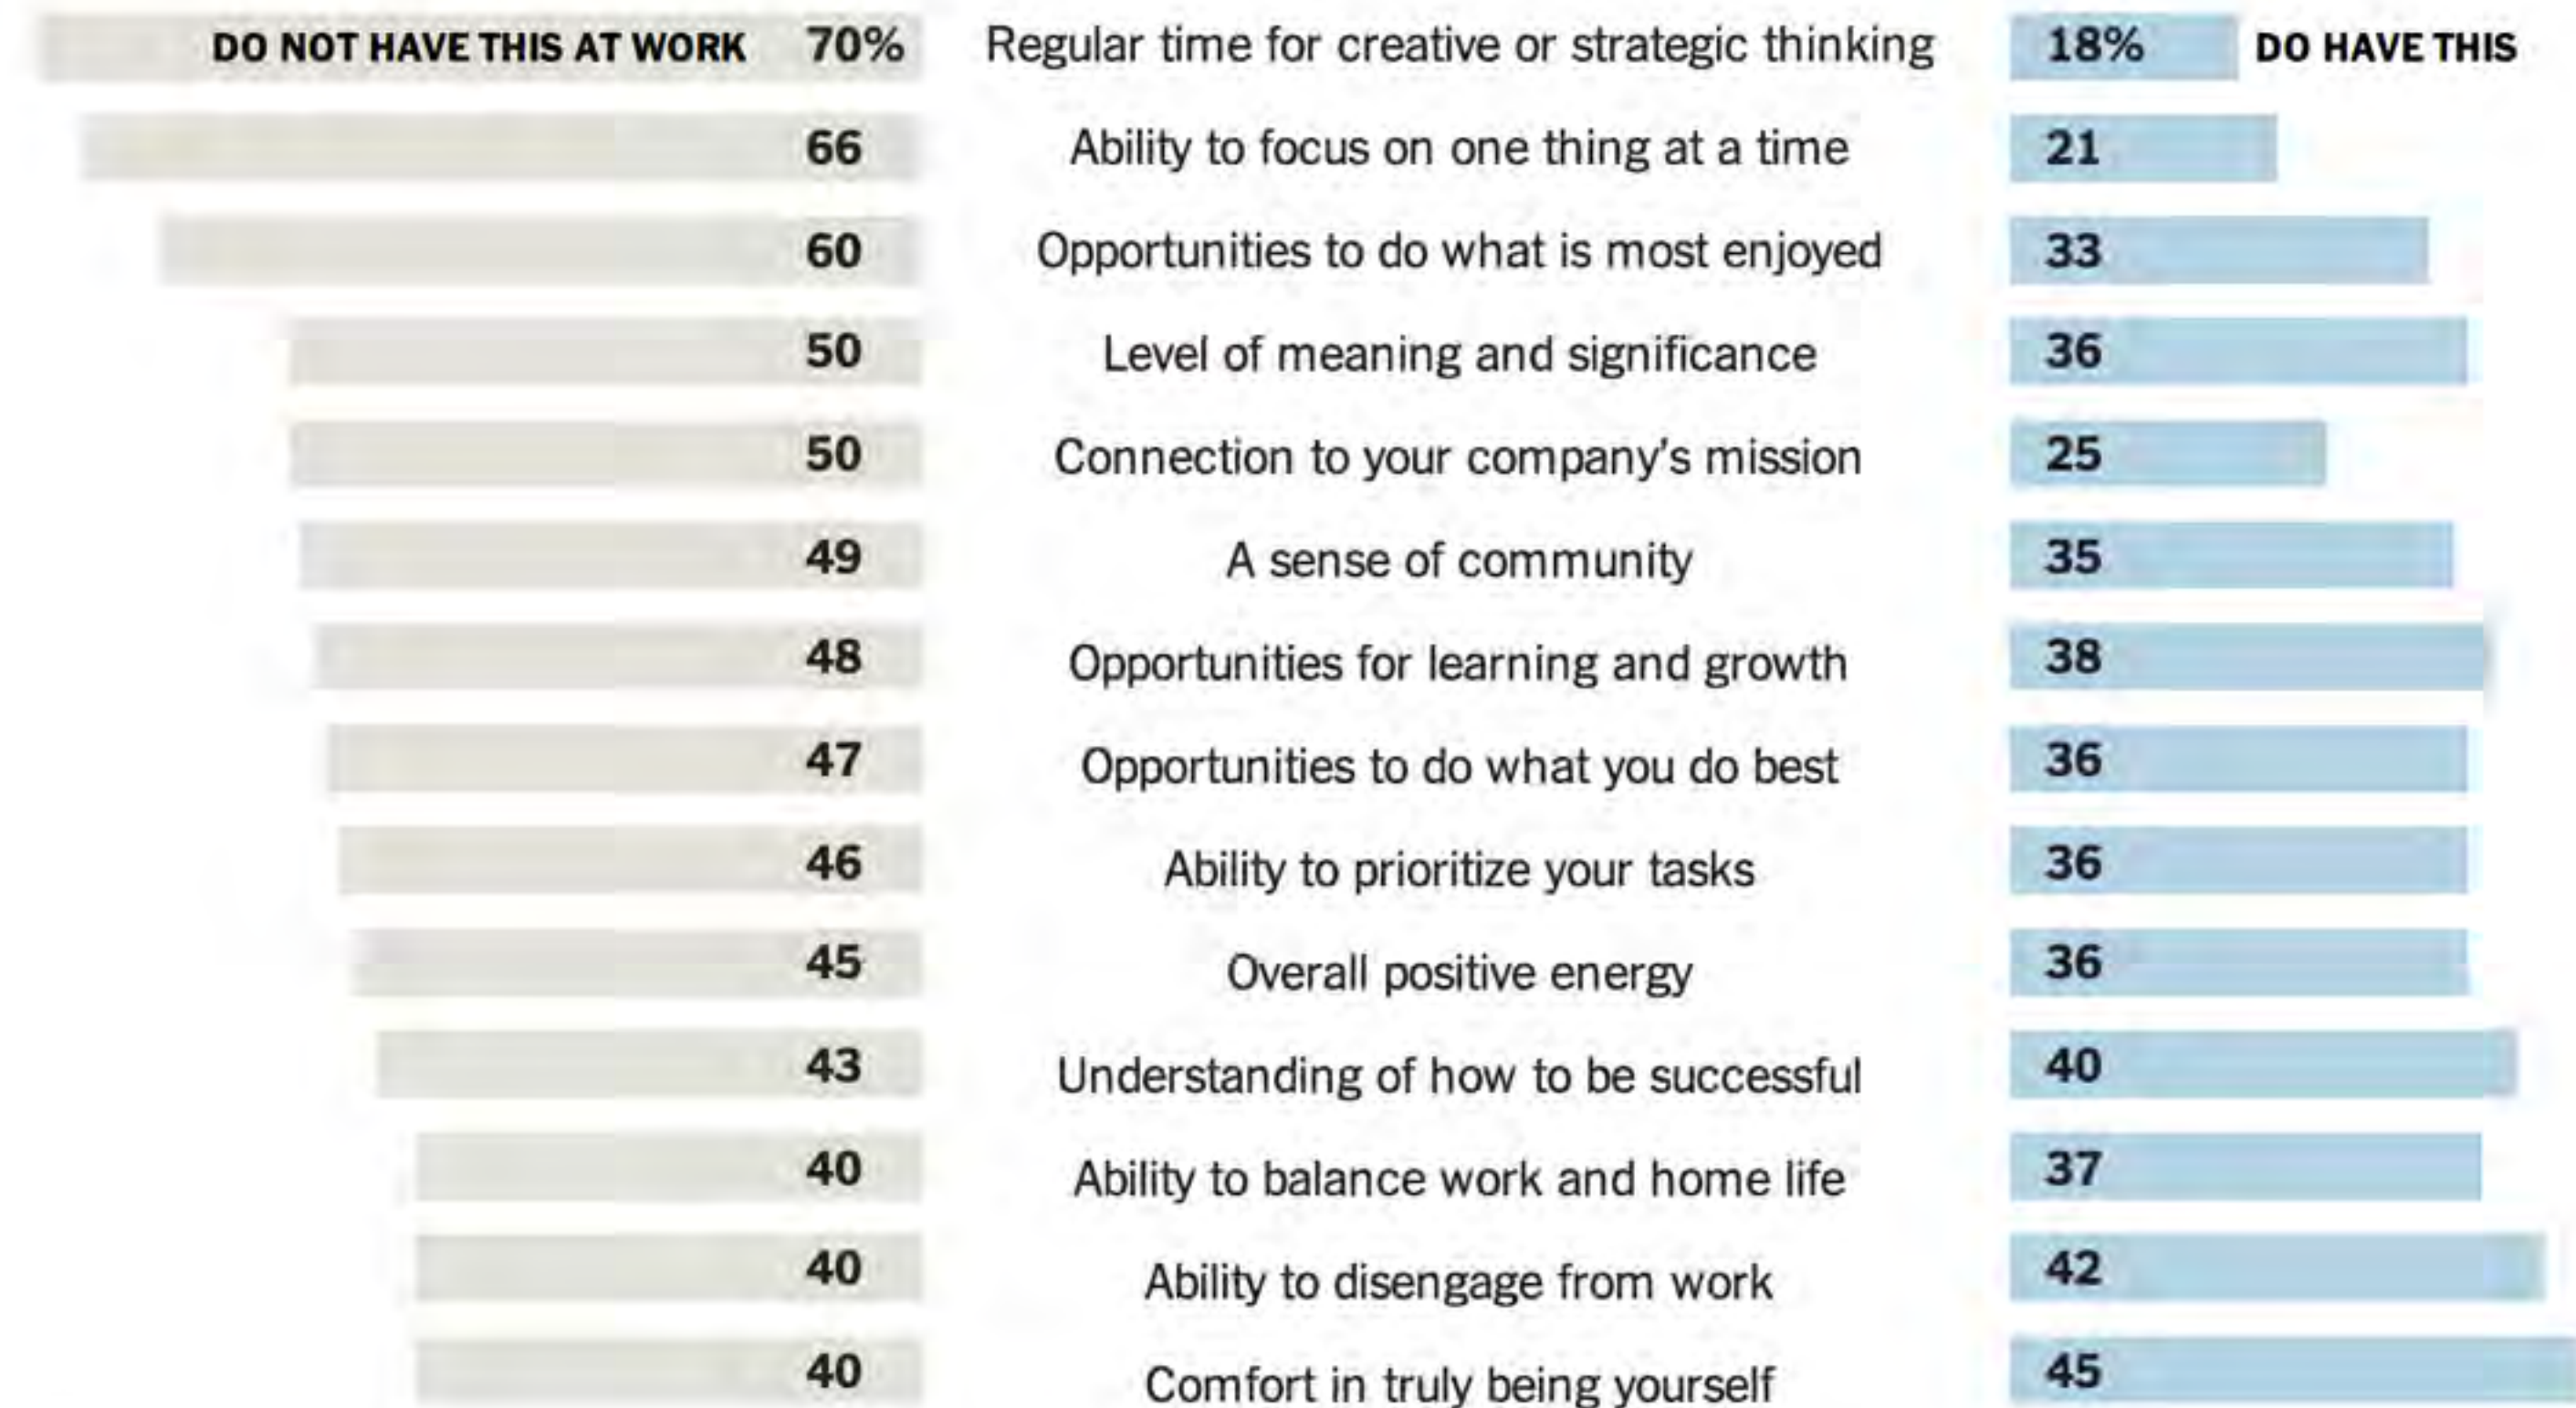 DO NOT HAVE THIS AT WORK 70% Regular time for creative or strategic thinking 18% DO HAVE THIS
66 Ability to focus on one thing at a time 21
60 Opportunities to do what is most enjoyed 33
50 Level of meaning and significance 36
50 Connection to your company's mission 25
49 A sense of community 35
48 Opportunities for learning and growth 38
47 Opportunities to do what you do best 36
46 Ability to prioritize your tasks 36
45 Overall positive energy 36
43 Understanding of how to be successful 40
40 Ability to balance work and home life 37
40 Ability to disengage from work 42
40 Comfort in truly being yourself 45